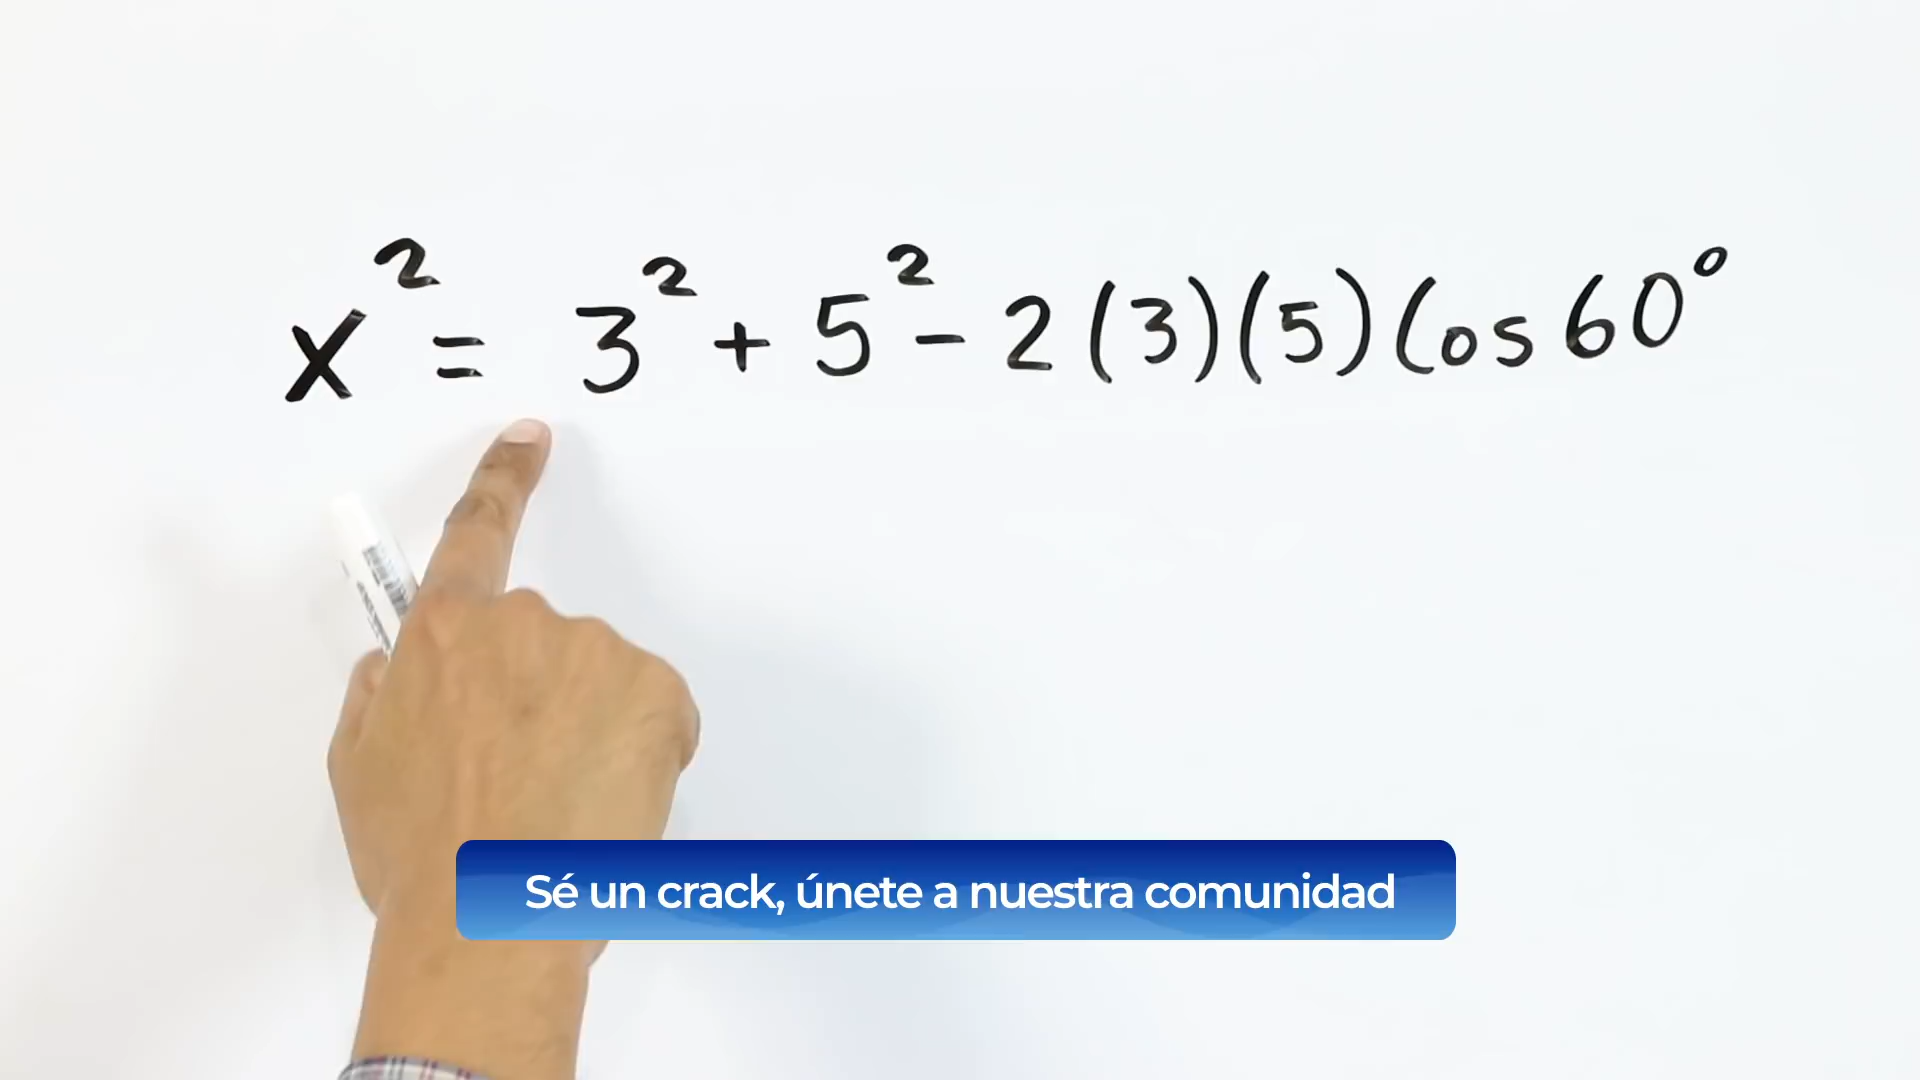 x² = 3² + 5² - 2(3)(5) Cos 60°
Sé un crack, únete a nuestra comunidad